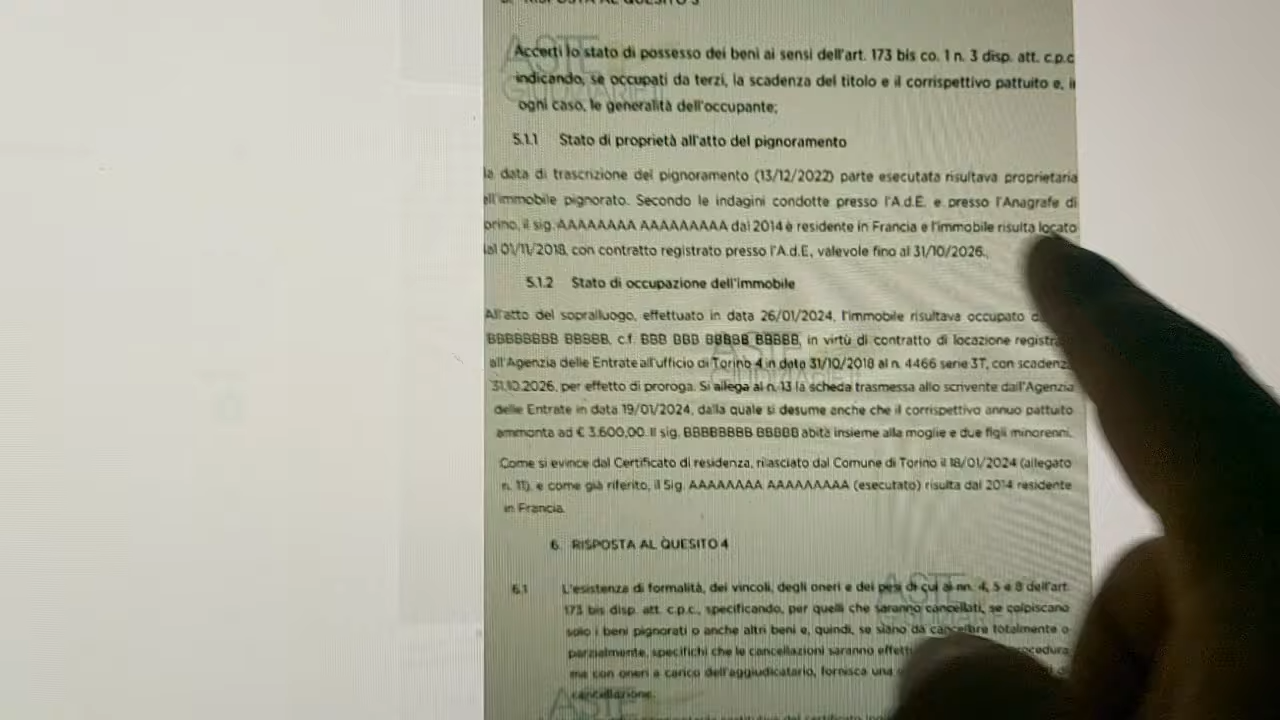 Accerti lo stato di possesso dei beni ai sensi dell'art. 173 bis co. 1 n. 3 disp. att. c.p.c
indicando, se occupati da terzi, la scadenza del titolo e il corrispettivo pattuito e, i
ogni caso, le generalità dell'occupante;
5.1.1 Stato di proprietà all'atto del pignoramento
la data di trascrizione del pignoramento (13/12/2022) parte esecutata risultava proprietaria
ell'immobile pignorato. Secondo le indagini condotte presso l'A.d.E. e presso l'Anagrafe di
orino, il sig. AAAAAAAA AAAAAAAAA dal 2014 è residente in Francia e l'immobile risulta locato
al 01/11/2018, con contratto registrato presso l'A.d.E, valevole fino al 31/10/2026.
5.1.2 Stato di occupazione dell'immobile
All'atto del sopralluogo, effettuato in data 26/01/2024, l'immobile risultava occupato
BBBBBBBB BBBBB, c.f. BBB BBB BBBBB BBBBB, in virtù di contratto di locazione registra
all'Agenzia delle Entrate all'ufficio di Torino 4 in data 31/10/2018 al n. 4466 serie 3T, con scadenz
31.10.2026, per effetto di proroga. Si allega al n. 13 la scheda trasmessa allo scrivente dall'Agenzia
delle Entrate in data 19/01/2024, dalla quale si desume anche che il corrispettivo annuo pattuito
ammonta ad € 3.600,00. Il sig. BBBBBBBB BBBBB abita insieme alla moglie e due figli minorenni.
Come si evince dal Certificato di residenza, rilasciato dal Comune di Torino il 18/01/2024 (allegato
n. 11), e come già riferito, il Sig. AAAAAAAA AAAAAAAAA (esecutato) risulta dal 2014 residente
in Francia.
6. RISPOSTA AL QUESITO 4
6.1 L'esistenza di formalità, dei vincoli, degli oneri e dei pesi di cui ai nn. 4, 5 e 8 dell'art.
173 bis disp. att. c.p.c., specificando, per quelli che saranno cancellati, se colpiscano
solo i beni pignorati o anche altri beni e, quindi, se siano da cancellare totalmente o
parzialmente, specifichi che le cancellazioni saranno effett rocedura
ma con oneri a carico dell'aggiudicatario, fornisca una
cancellazione.